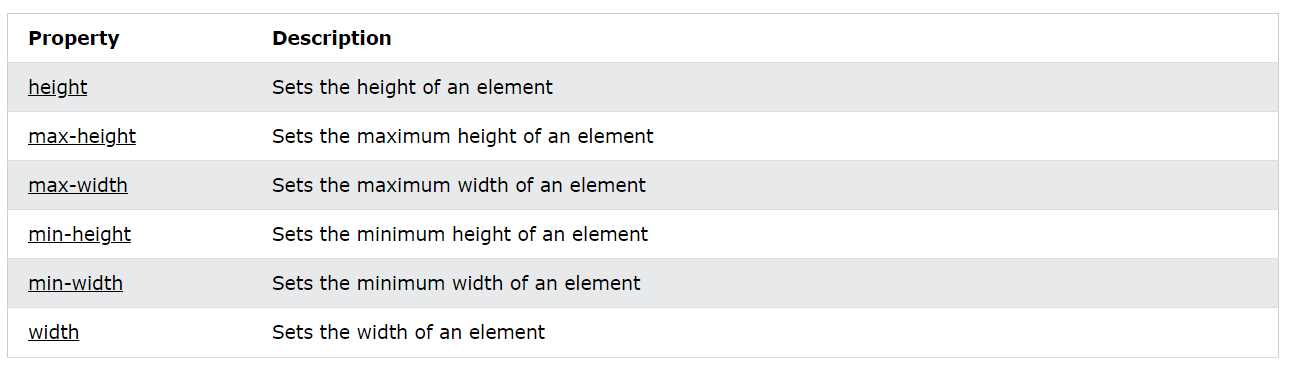 Property Description
height Sets the height of an element
max-height Sets the maximum height of an element
max-width Sets the maximum width of an element
min-height Sets the minimum height of an element
min-width Sets the minimum width of an element
width Sets the width of an element